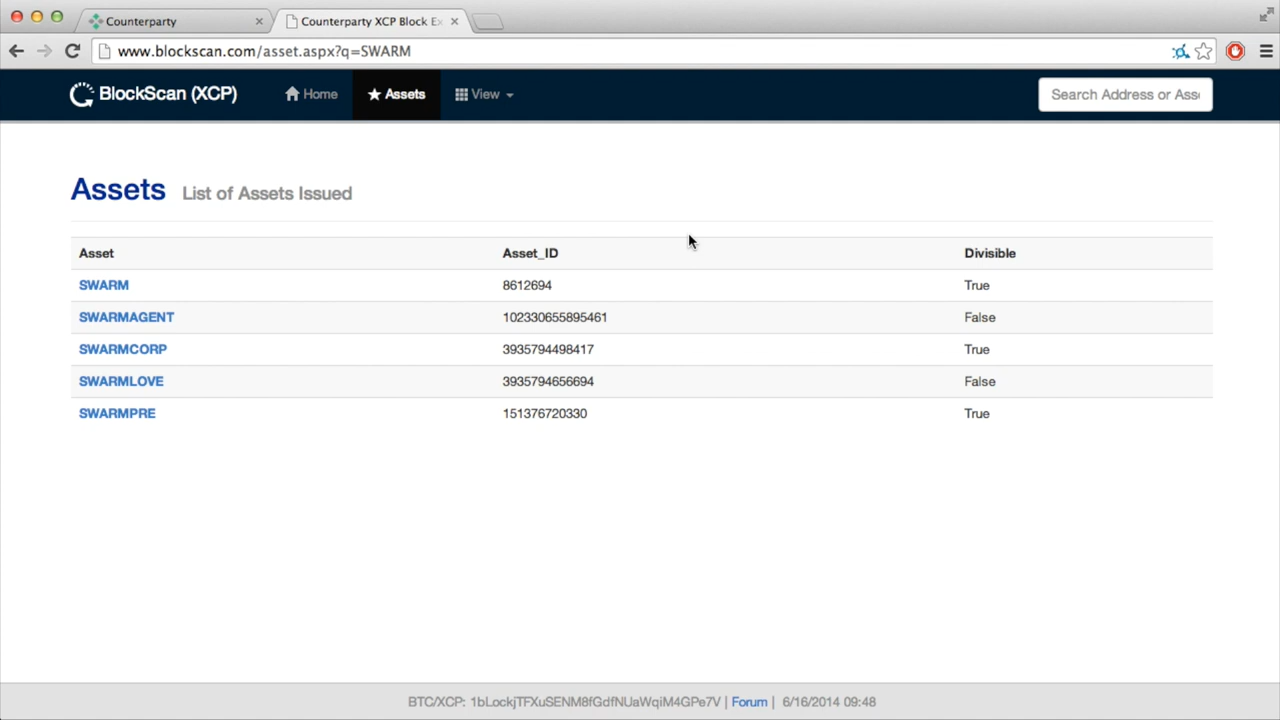 Counterparty
Counterparty XCP Block Ex
www.blockscan.com/asset.aspx?q=SWARM
BlockScan (XCP)
Home
Assets
View
Search Address or Asse
Assets List of Assets Issued
Asset Asset_ID Divisible
SWARM 8612694 True
SWARMAGENT 102330655895461 False
SWARMCORP 3935794498417 True
SWARMLOVE 3935794656694 False
SWARMPRE 151376720330 True
BTC/XCP: 1bLockjTFXuSENM8fGdfNUaWqiM4GPe7V | Forum | 6/16/2014 09:48